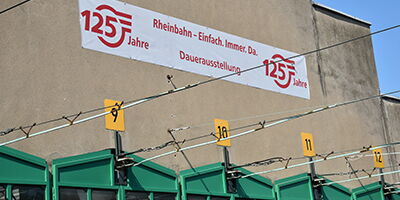 125
Jahre
Rheinbahn - Einfach. Immer. Da.
Dauerausstellung
125
Jahre
9
10
11
12